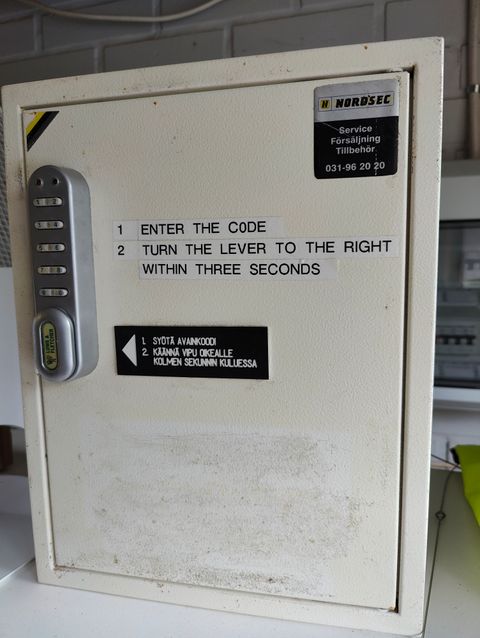 NORDSEC
Service
Försäljning
Tillbehör
031-96 20 20
1 ENTER THE CODE
2 TURN THE LEVER TO THE RIGHT
WITHIN THREE SECONDS
1. SYÖTÄ AVAINKOODI
2. KÄÄNNÄ VIPU OIKEALLE
KOLMEN SEKUNNIN KULUESSA